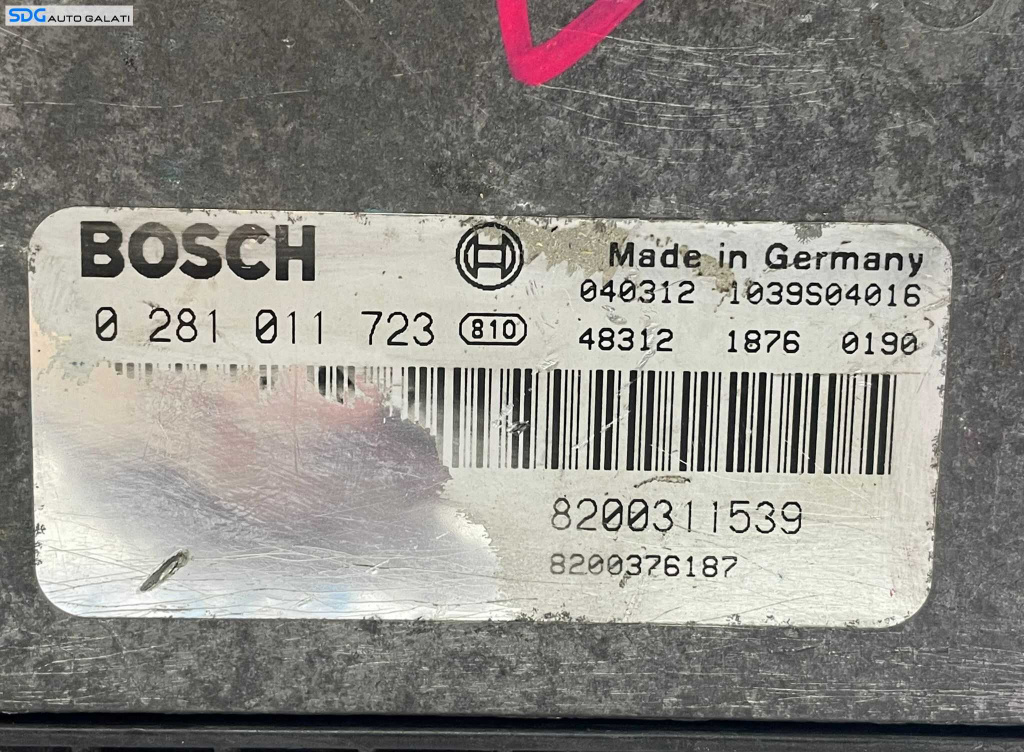 SDG AUTO GALATI
BOSCH
Made in Germany
040312 1039S04016
0 281 011 723 810
48312 1876 0190
8200311539
8200376187